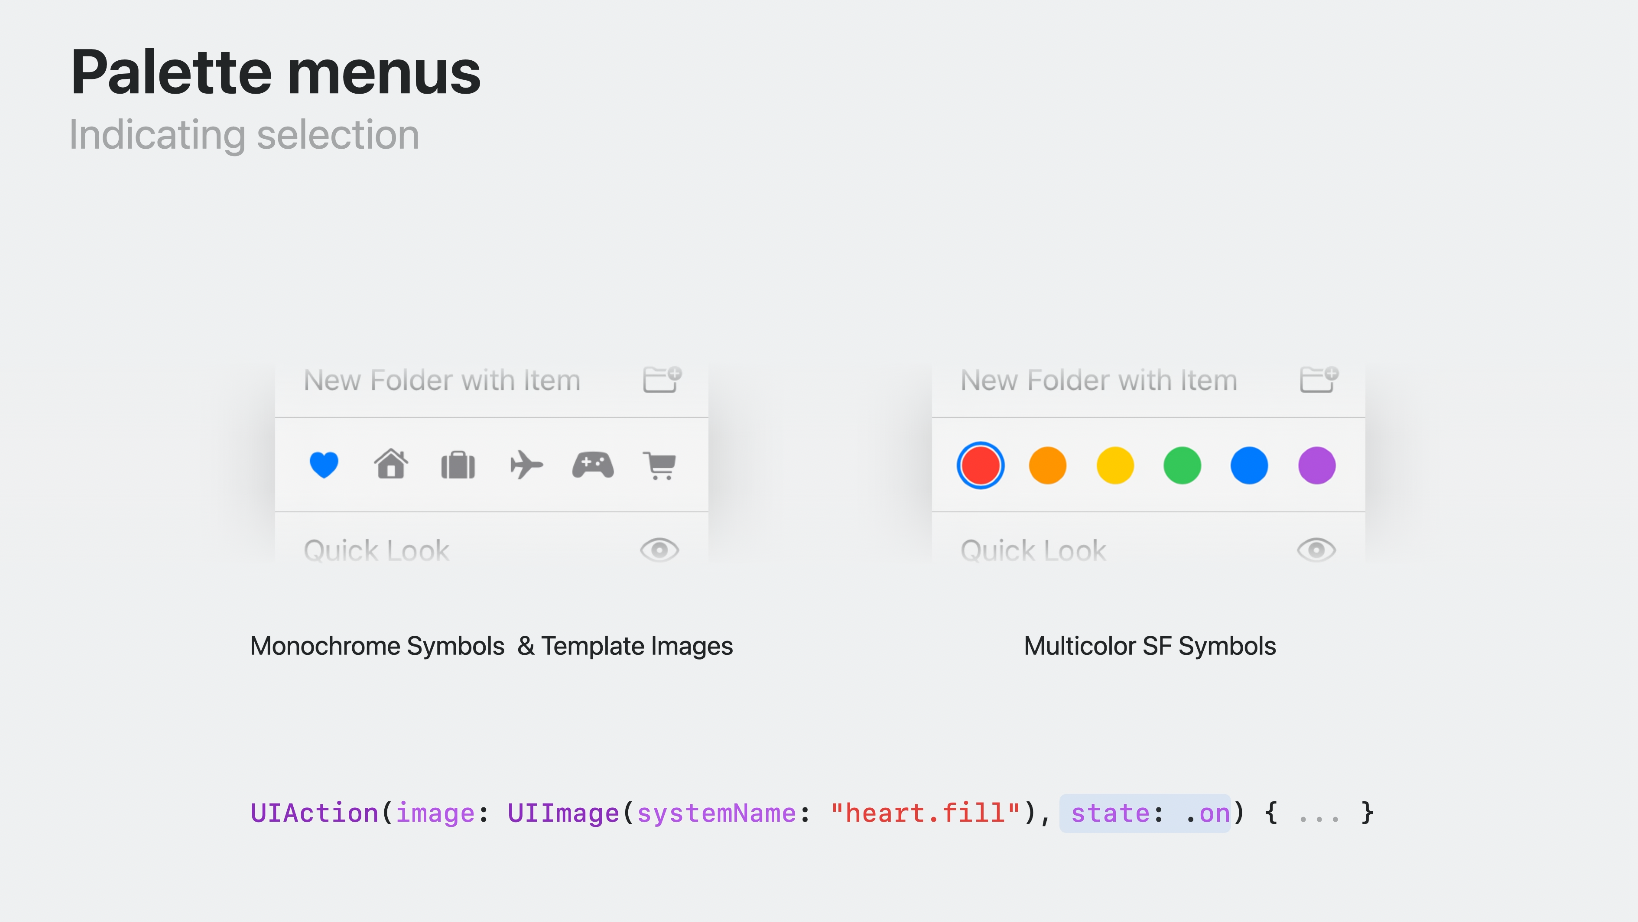 Palette menus
Indicating selection
New Folder with Item
Quick Look
Monochrome Symbols & Template Images
New Folder with Item
Quick Look
Multicolor SF Symbols
UIAction(image: UIImage(systemName: "heart.fill"), state: .on) { ... }